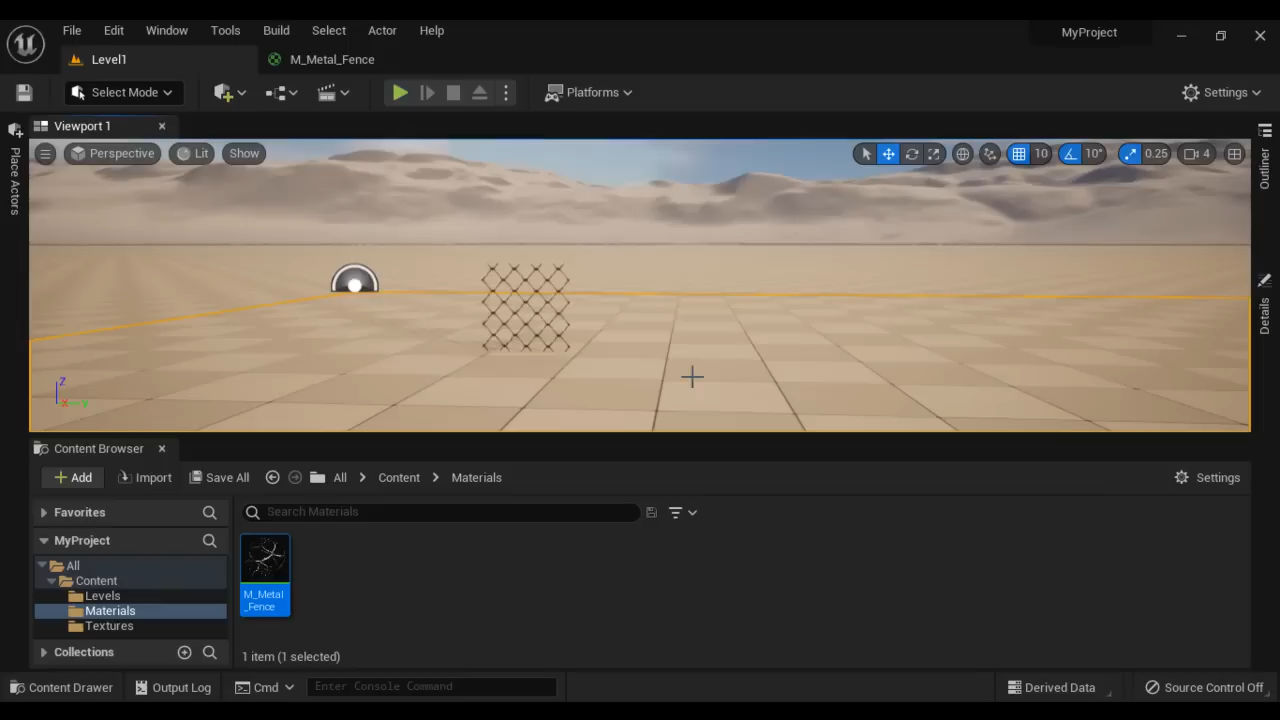 File Edit Window Tools Build Select Actor Help
MyProject
Level1
M_Metal_Fence
Select Mode
Platforms
Settings
Viewport 1
Place Actors
Perspective
Lit
Show
10
10°
0.25
4
Outliner
Details
Z
X
Y
Content Browser
Add
Import
Save All
All
Content
Materials
Settings
Favorites
Search Materials
MyProject
All
Content
Levels
Materials
Textures
Collections
M_Metal
_Fence
1 item (1 selected)
Content Drawer
Output Log
Cmd
Enter Console Command
Derived Data
Source Control Off